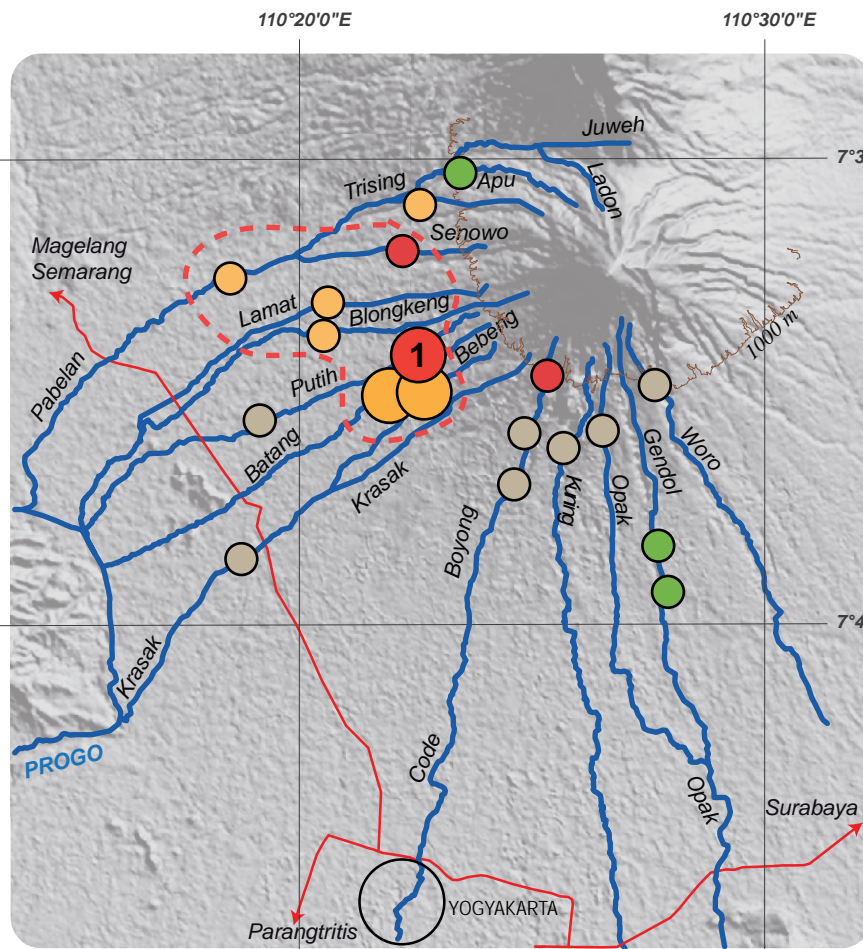 110°20'0"E
110°30'0"E
Juweh
7°3
Trising
Apu
Ladon
Senowo
Magelang
Semarang
Lamat
Blongkeng
Bebeng
1000 m
1
Pabelan
Putih
Batang
Krasak
Woro
Gendol
Opak
Kuning
Boyong
7°4
Krasak
PROGO
Code
Opak
Surabaya
YOGYAKARTA
Parangtritis